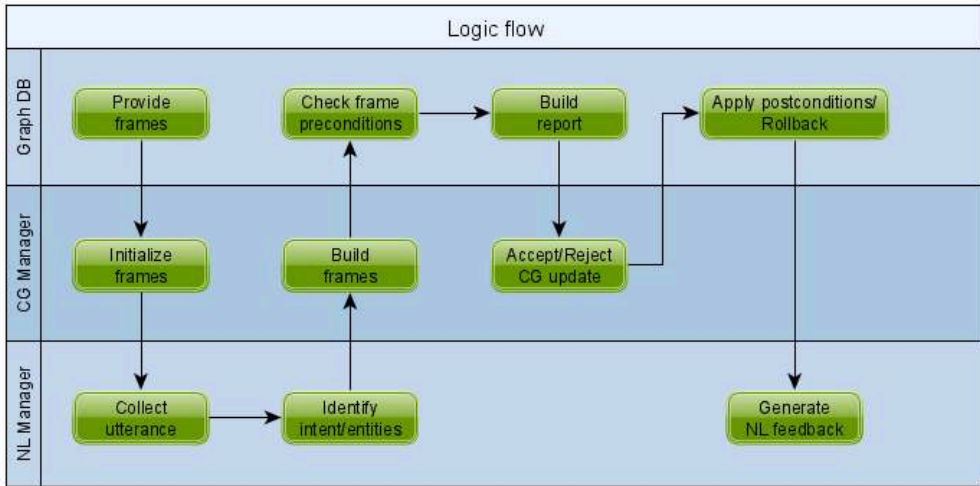 Logic flow
Graph DB
Provide
frames
Check frame
preconditions
Build
report
Apply postconditions/
Rollback
CG Manager
Initialize
frames
Build
frames
Accept/Reject
CG update
NL Manager
Collect
utterance
Identify
intent/entities
Generate
NL feedback